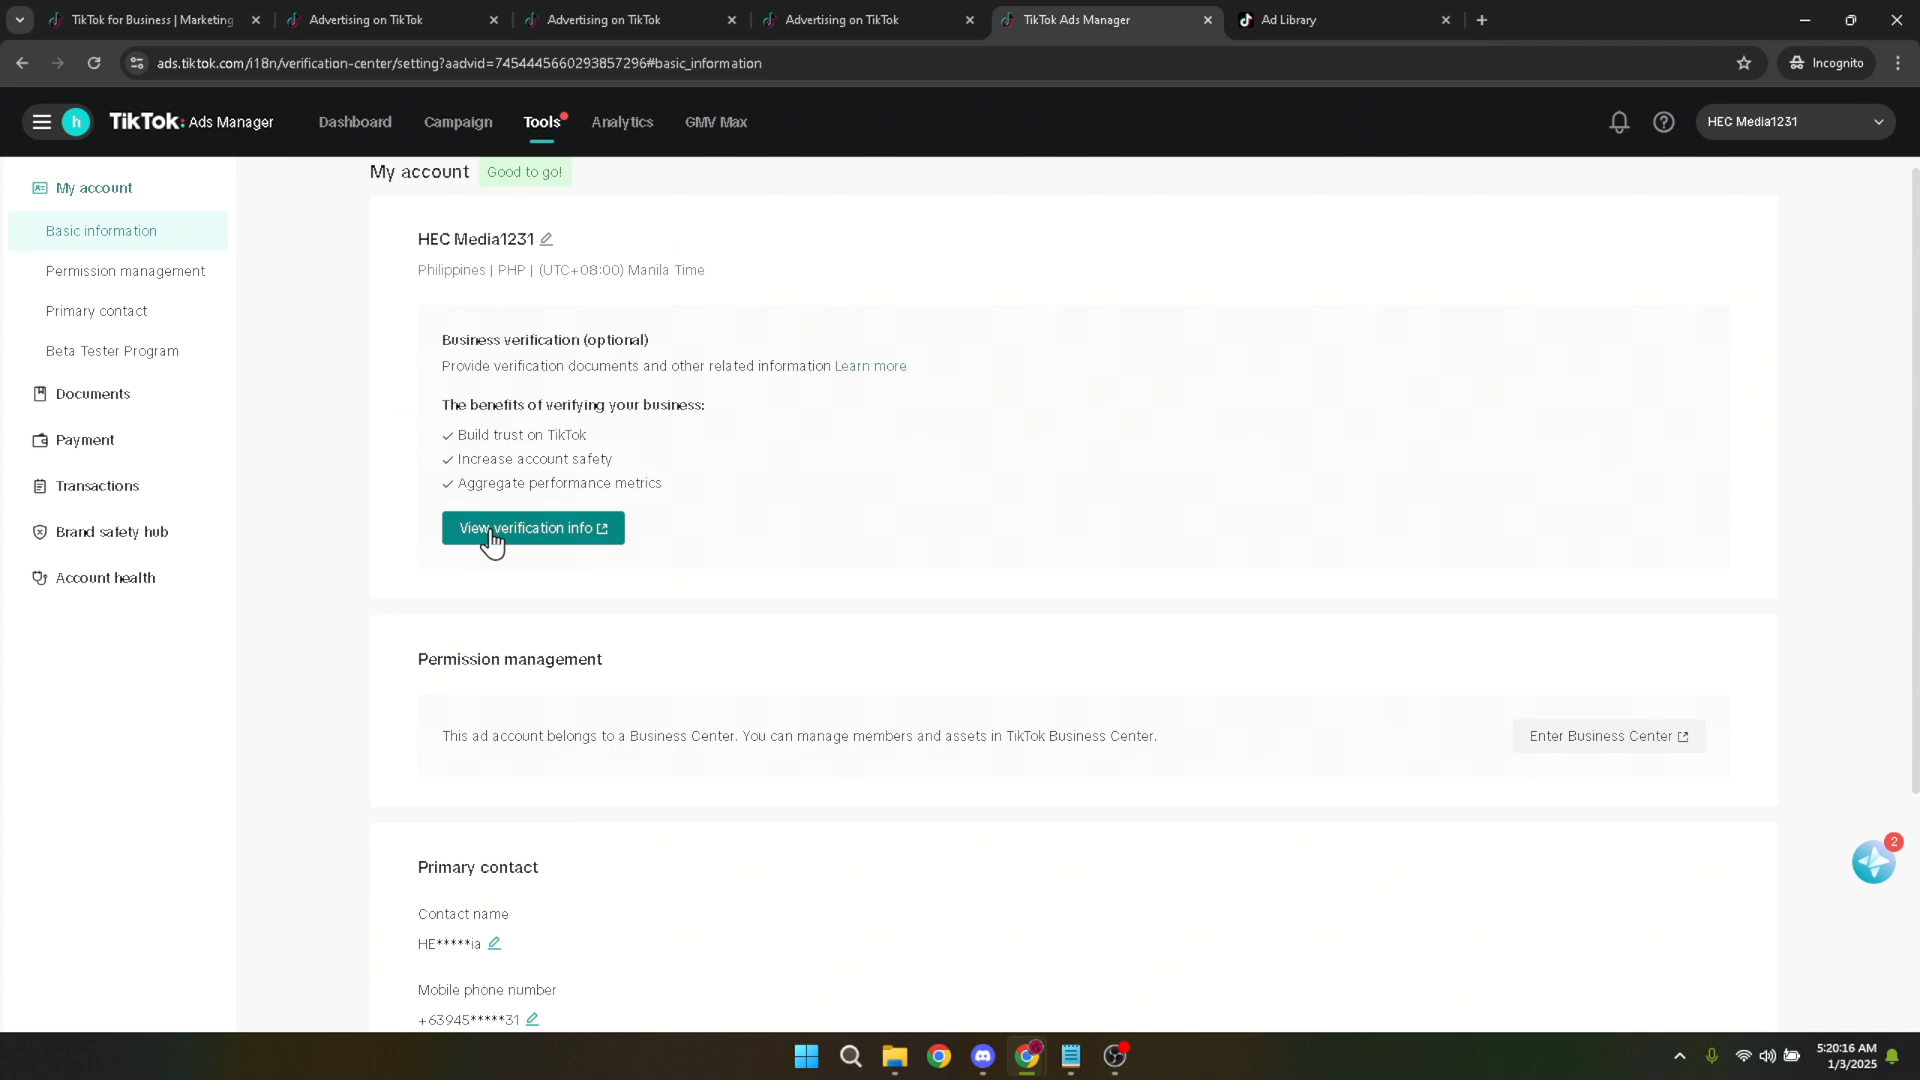 TikTok for Business | Marketing
Advertising on TikTok
Advertising on TikTok
Advertising on TikTok
TikTok Ads Manager
Ad Library
ads.tiktok.com/i18n/verification-center/setting?aadvid=7454445660293857296#basic_information
Incognito
h
TikTok: Ads Manager
Dashboard
Campaign
Tools
Analytics
GMV Max
HEC Media1231
My account
Basic information
Permission management
Primary contact
Beta Tester Program
Documents
Payment
Transactions
Brand safety hub
Account health
My account
Good to go!
HEC Media1231
Philippines | PHP | (UTC+08:00) Manila Time
Business verification (optional)
Provide verification documents and other related information Learn more
The benefits of verifying your business:
Build trust on TikTok
Increase account safety
Aggregate performance metrics
View verification info
Permission management
This ad account belongs to a Business Center. You can manage members and assets in TikTok Business Center.
Enter Business Center
2
Primary contact
Contact name
HE*****ia
Mobile phone number
+63945*****31
5:20:16 AM
1/3/2025